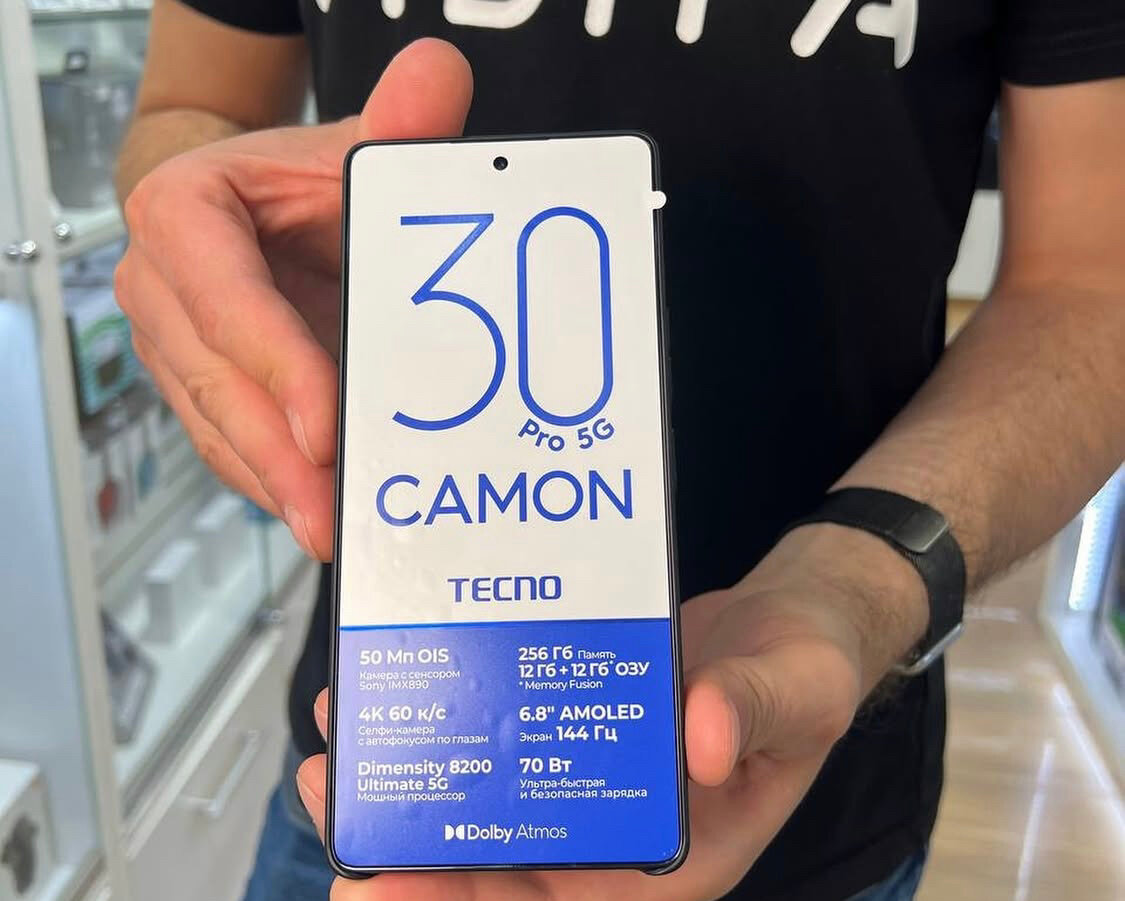 30
Pro 5G
CAMON
TECNO
50 Мп OIS
Камера с сенсором
Sony IMX890
4K 60 к/с
Селфи-камера
с автофокусом по глазам
Dimensity 8200
Ultimate 5G
Мощный процессор
256 Гб Память
12 Гб + 12 Гб* ОЗУ
* Memory Fusion
6.8" AMOLED
Экран 144 Гц
70 Вт
Ультра-быстрая
и безопасная зарядка
Dolby Atmos